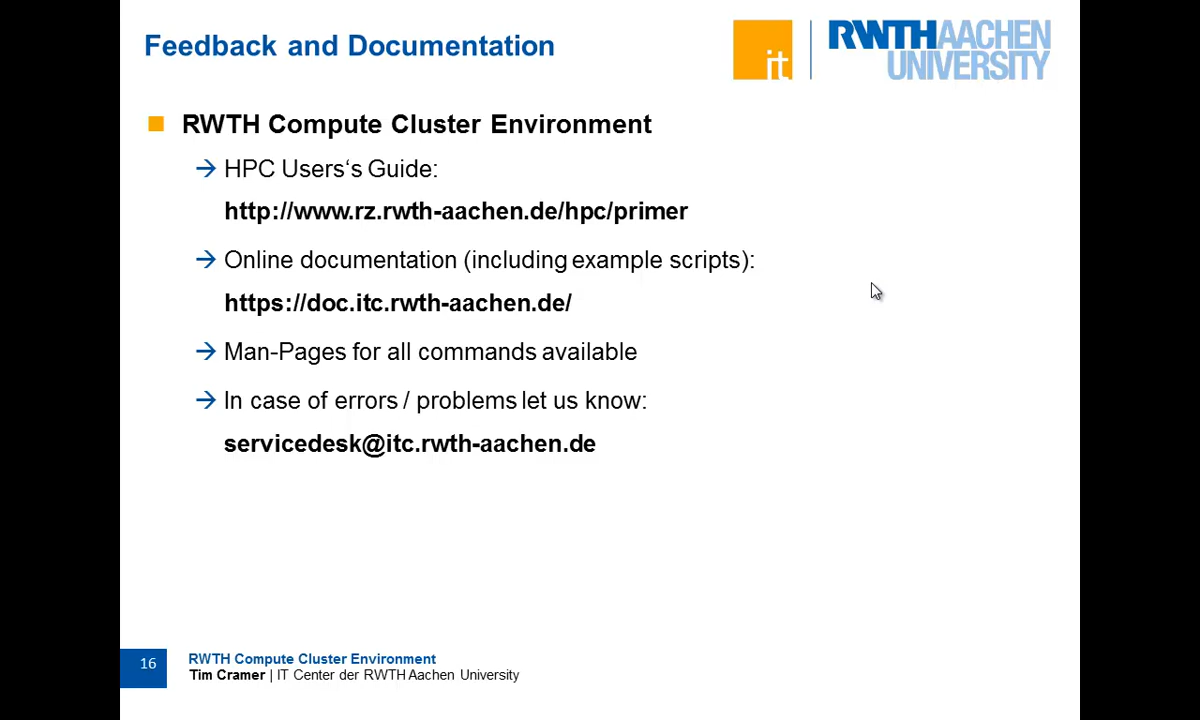 Feedback and Documentation
it
RWTHAACHEN
UNIVERSITY
RWTH Compute Cluster Environment
→ HPC Users‘s Guide:
http://www.rz.rwth-aachen.de/hpc/primer
→ Online documentation (including example scripts):
https://doc.itc.rwth-aachen.de/
→ Man-Pages for all commands available
→ In case of errors / problems let us know:
servicedesk@itc.rwth-aachen.de
16
RWTH Compute Cluster Environment
Tim Cramer | IT Center der RWTH Aachen University